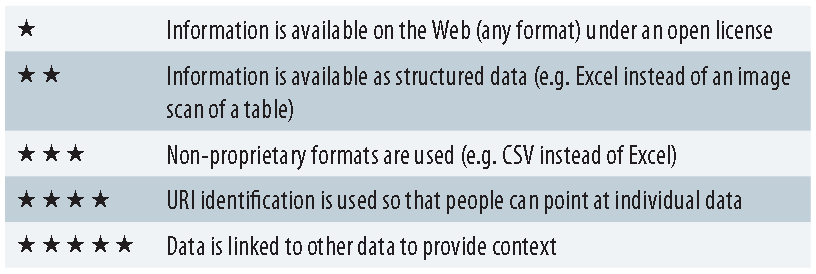 ★ Information is available on the Web (any format) under an open license
★ ★ Information is available as structured data (e.g. Excel instead of an image
scan of a table)
★ ★ ★ Non-proprietary formats are used (e.g. CSV instead of Excel)
★ ★ ★ ★ URI identification is used so that people can point at individual data
★ ★ ★ ★ ★ Data is linked to other data to provide context